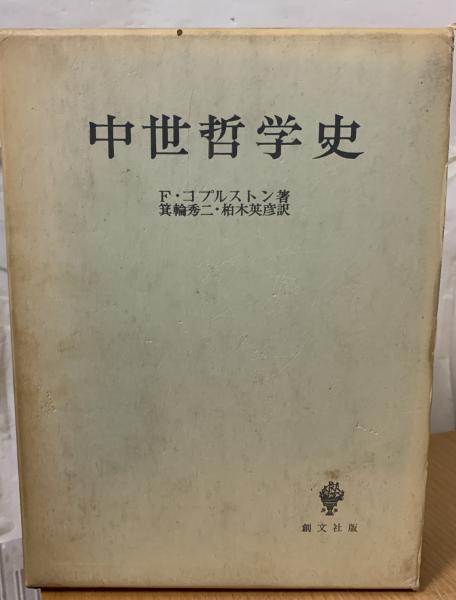 中世哲学史
F・コプルストン著
箕輪秀二・柏木英彦訳
創文社版